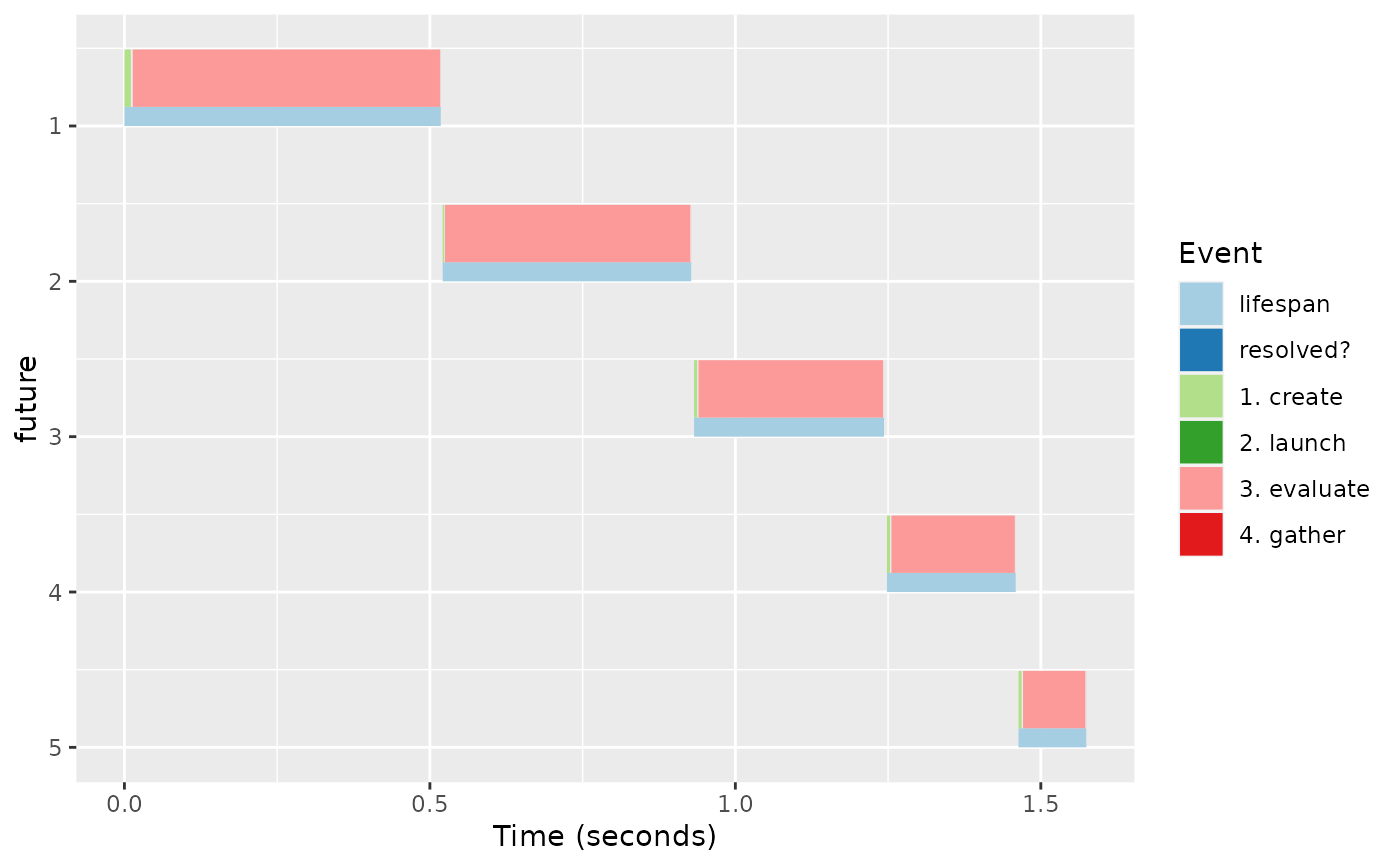 future
1
2
3
4
5
0.0 0.5 1.0 1.5
Time (seconds)
Event
lifespan
resolved?
1. create
2. launch
3. evaluate
4. gather